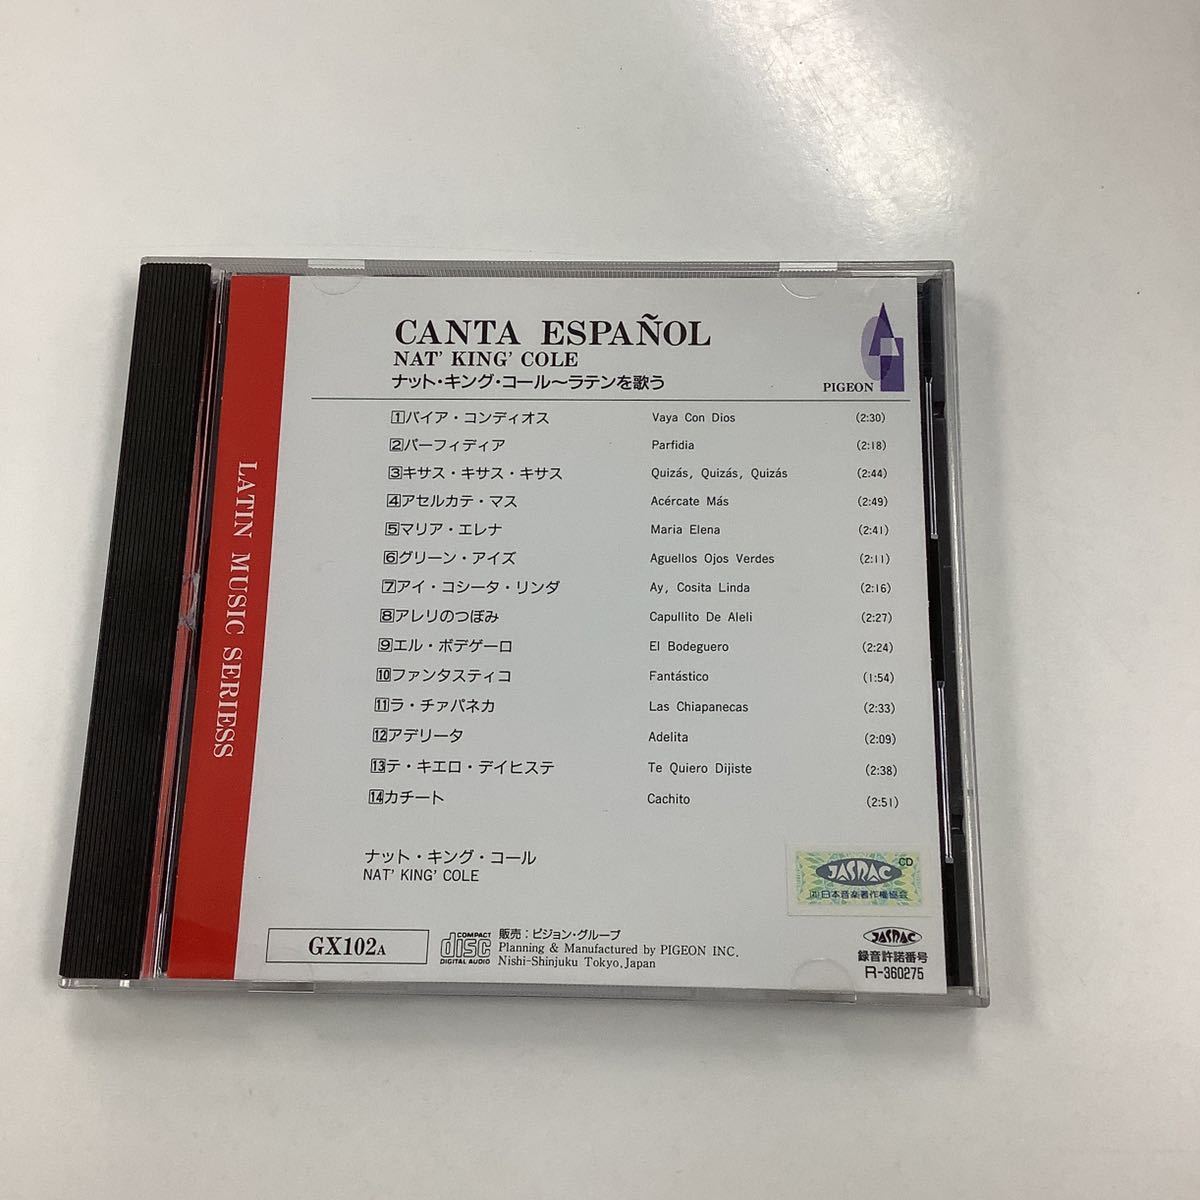 LATIN MUSIC SERIESS
CANTA ESPAÑOL
NAT' KING' COLE
ナット・キング・コール～ラテンを歌う
PIGEON
1バイア・コンディオス Vaya Con Dios (2:30)
2パーフィディア Parfidia (2:18)
3キサス・キサス・キサス Quizás, Quizás, Quizás (2:44)
4アセルカテ・マス Acércate Más (2:49)
5マリア・エレナ Maria Elena (2:41)
6グリーン・アイズ Aguellos Ojos Verdes (2:11)
7アイ・コシータ・リンダ Ay, Cosita Linda (2:16)
8アレリのつぼみ Capullito De Aleli (2:27)
9エル・ボデゲーロ El Bodeguero (2:24)
10ファンタスティコ Fantástico (1:54)
11ラ・チァパネカ Las Chiapanecas (2:33)
12アデリータ Adelita (2:09)
13テ・キエロ・デイヒステ Te Quiero Dijiste (2:38)
14カチート Cachito (2:51)
ナット・キング・コール
NAT' KING' COLE
CD
JASRAC
日本音楽著作権協会
GX102A
COMPACT
disc
DIGITAL AUDIO
販売：ピジョン・グループ
Planning & Manufactured by PIGEON INC.
Nishi-Shinjuku Tokyo, Japan
JASRAC
録音許諾番号
R-360275